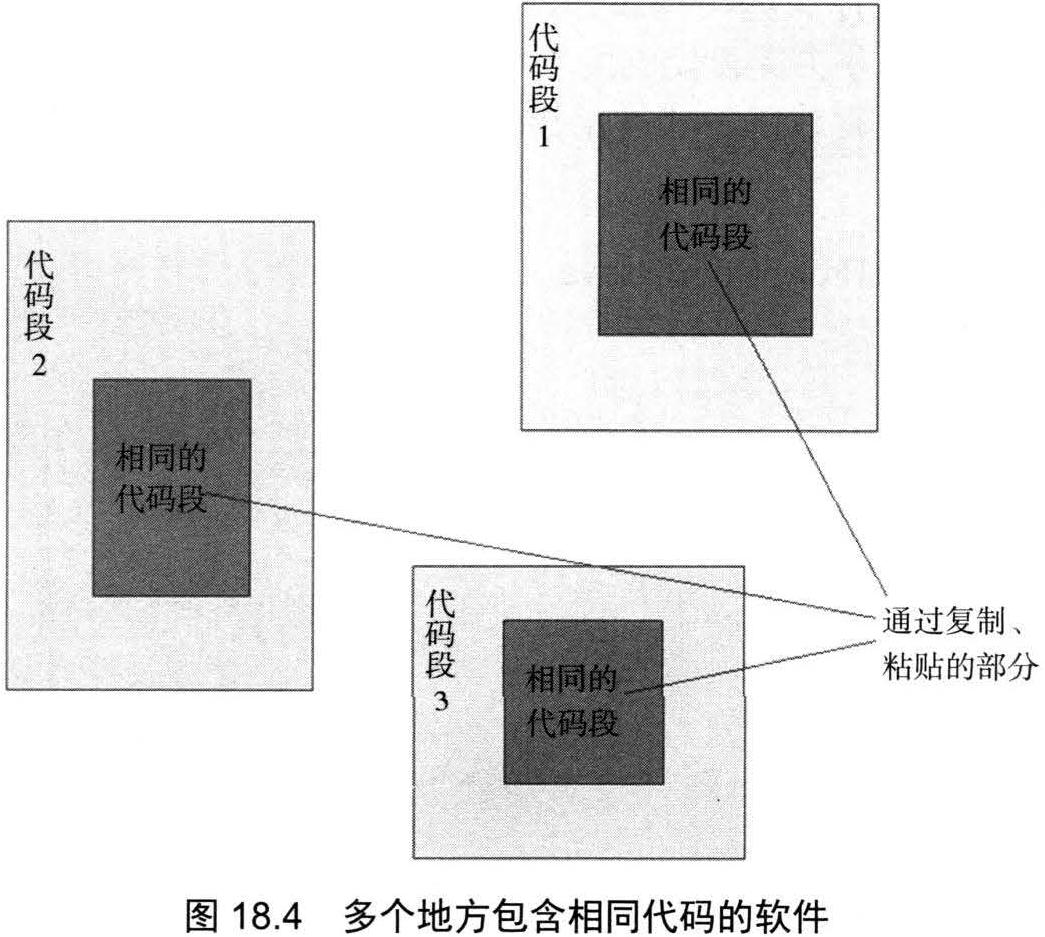 代码段1
相同的
代码段
代码段2
相同的
代码段
代码段3
相同的
代码段
通过复制、
粘贴的部分
图 18.4 多个地方包含相同代码的软件